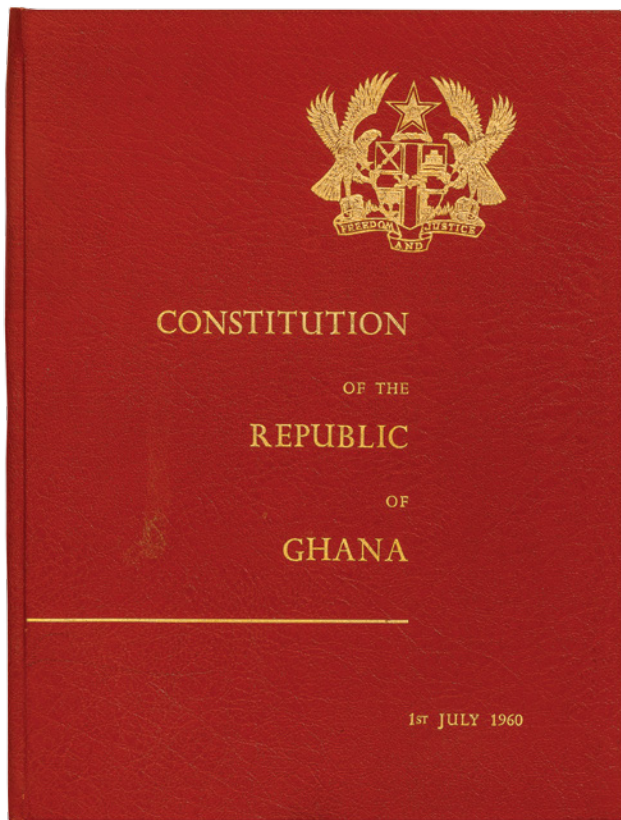 FREEDOM AND JUSTICE
CONSTITUTION
OF THE
REPUBLIC
OF
GHANA
1ST JULY 1960